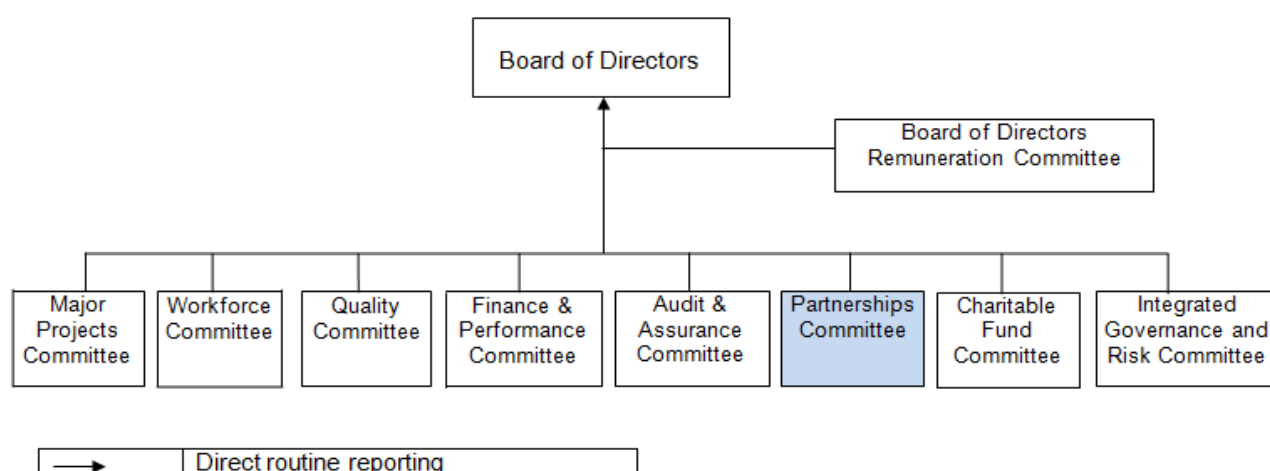 Board of Directors
Board of Directors
Remuneration Committee
Major
Projects
Committee
Workforce
Committee
Quality
Committee
Finance &
Performance
Committee
Audit &
Assurance
Committee
Partnerships
Committee
Charitable
Fund
Committee
Integrated
Governance and
Risk Committee
Direct routine reporting